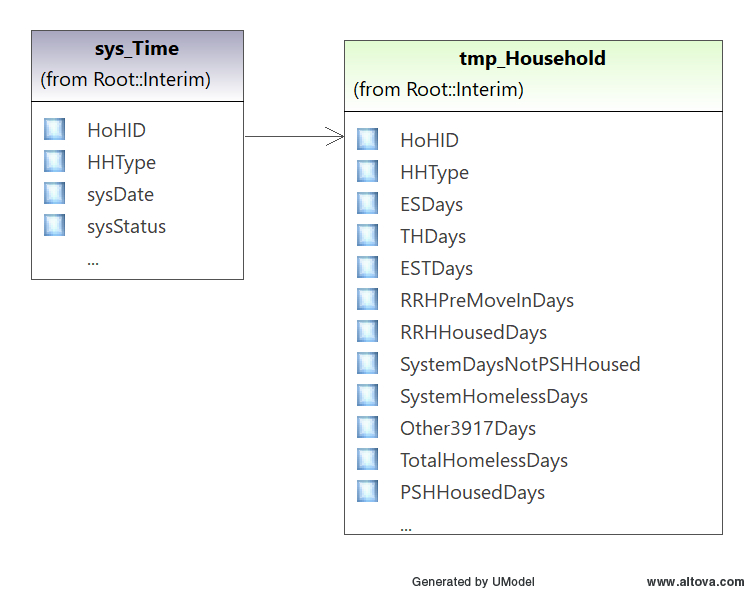 sys_Time
(from Root::Interim)
HoHID
HHType
sysDate
sysStatus
...
tmp_Household
(from Root::Interim)
HoHID
HHType
ESDays
THDays
ESTDays
RRHPreMoveInDays
RRHHousedDays
SystemDaysNotPSHHoused
SystemHomelessDays
Other3917Days
TotalHomelessDays
PSHHousedDays
...
Generated by UModel
www.altova.com